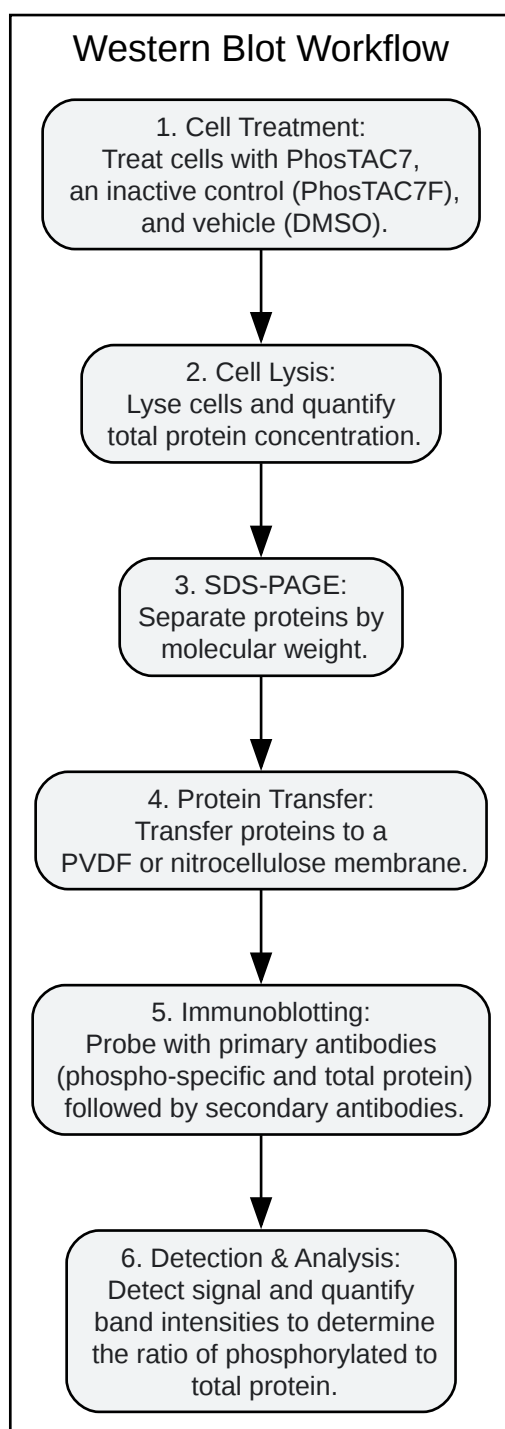 Western Blot Workflow
1. Cell Treatment:
Treat cells with PhosTAC7,
an inactive control (PhosTAC7F),
and vehicle (DMSO).
2. Cell Lysis:
Lyse cells and quantify
total protein concentration.
3. SDS-PAGE:
Separate proteins by
molecular weight.
4. Protein Transfer:
Transfer proteins to a
PVDF or nitrocellulose membrane.
5. Immunoblotting:
Probe with primary antibodies
(phospho-specific and total protein)
followed by secondary antibodies.
6. Detection & Analysis:
Detect signal and quantify
band intensities to determine
the ratio of phosphorylated to
total protein.